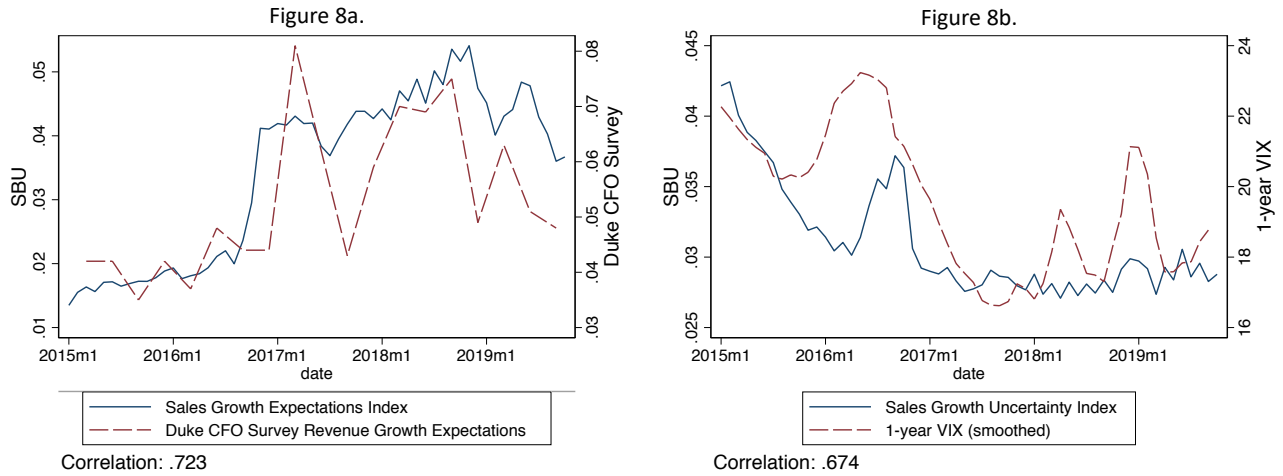 Figure 8a.
SBU
.05
.04
.03
.02
.01
.08
.07
.06
.05
.04
.03
Duke CFO Survey
2015m1 2016m1 2017m1 2018m1 2019m1
date
Sales Growth Expectations Index
Duke CFO Survey Revenue Growth Expectations
Correlation: .723
Figure 8b.
SBU
.045
.04
.035
.03
.025
24
22
20
18
16
1-year VIX
2015m1 2016m1 2017m1 2018m1 2019m1
date
Sales Growth Uncertainty Index
1-year VIX (smoothed)
Correlation: .674